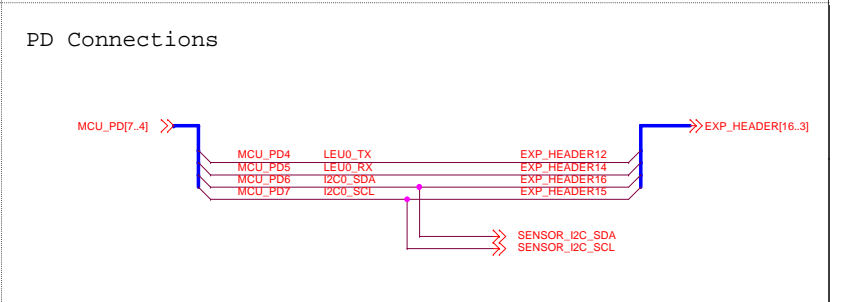 PD Connections
MCU_PD[7..4] EXP_HEADER[16..3]
MCU_PD4 LEU0_TX EXP_HEADER12
MCU_PD5 LEU0_RX EXP_HEADER14
MCU_PD6 I2C0_SDA EXP_HEADER16
MCU_PD7 I2C0_SCL EXP_HEADER15
SENSOR_I2C_SDA
SENSOR_I2C_SCL